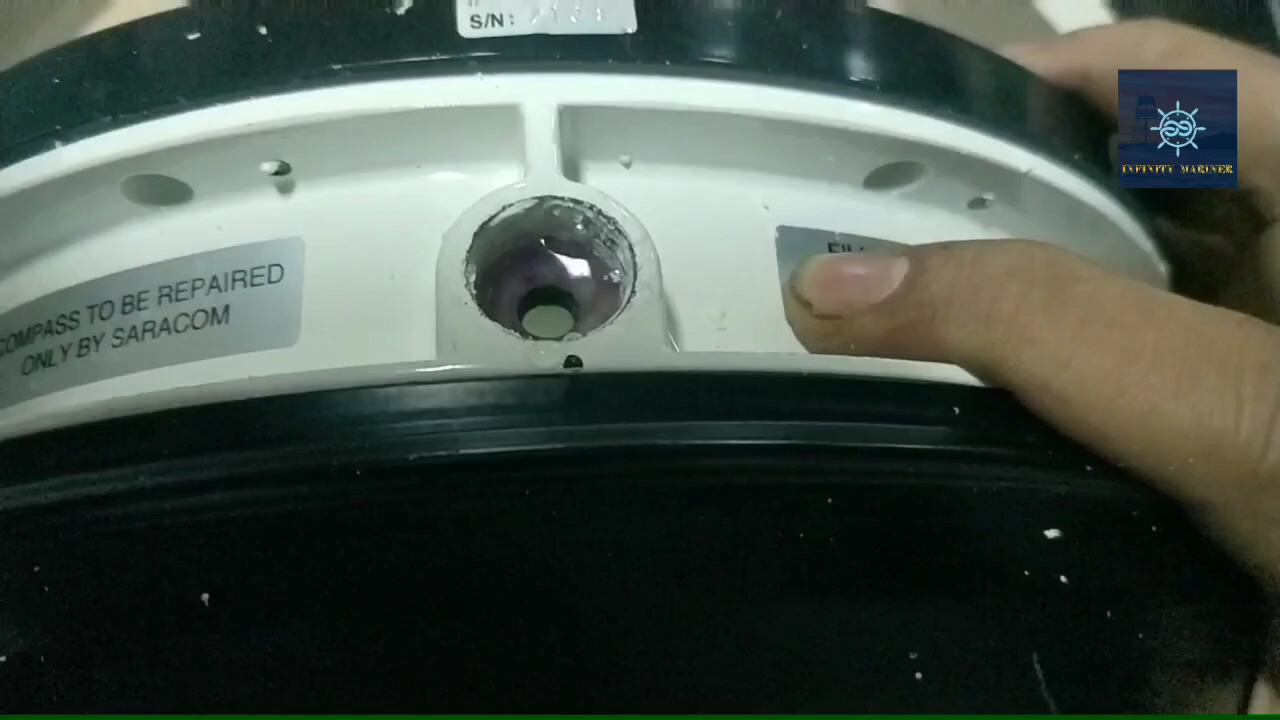 S/N:
COMPASS TO BE REPAIRED
ONLY BY SARACOM
INFINITY MARINER